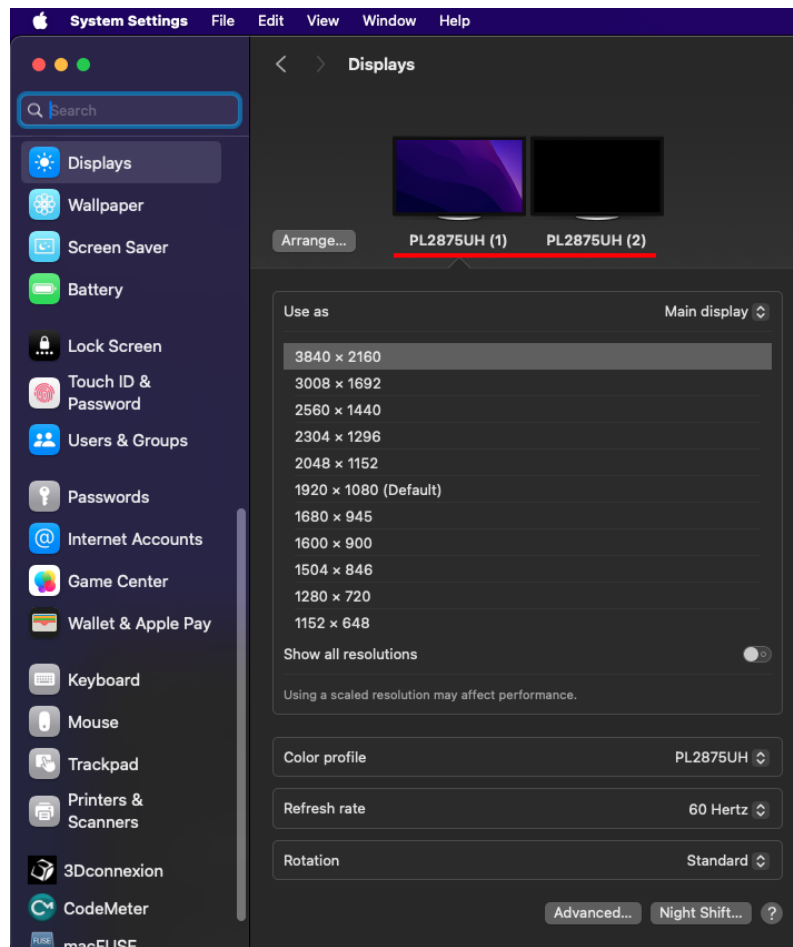 System Settings File Edit View Window Help
Displays
Search
Displays
Wallpaper
Screen Saver
Battery
Lock Screen
Touch ID &
Password
Users & Groups
Passwords
Internet Accounts
Game Center
Wallet & Apple Pay
Keyboard
Mouse
Trackpad
Printers &
Scanners
3Dconnexion
CodeMeter
FUSE
macFUSE
Arrange...
PL2875UH (1)
PL2875UH (2)
Use as Main display
3840 × 2160
3008 × 1692
2560 × 1440
2304 × 1296
2048 × 1152
1920 × 1080 (Default)
1680 × 945
1600 × 900
1504 × 846
1280 × 720
1152 × 648
Show all resolutions
Using a scaled resolution may affect performance.
Color profile PL2875UH
Refresh rate 60 Hertz
Rotation Standard
Advanced... Night Shift... ?